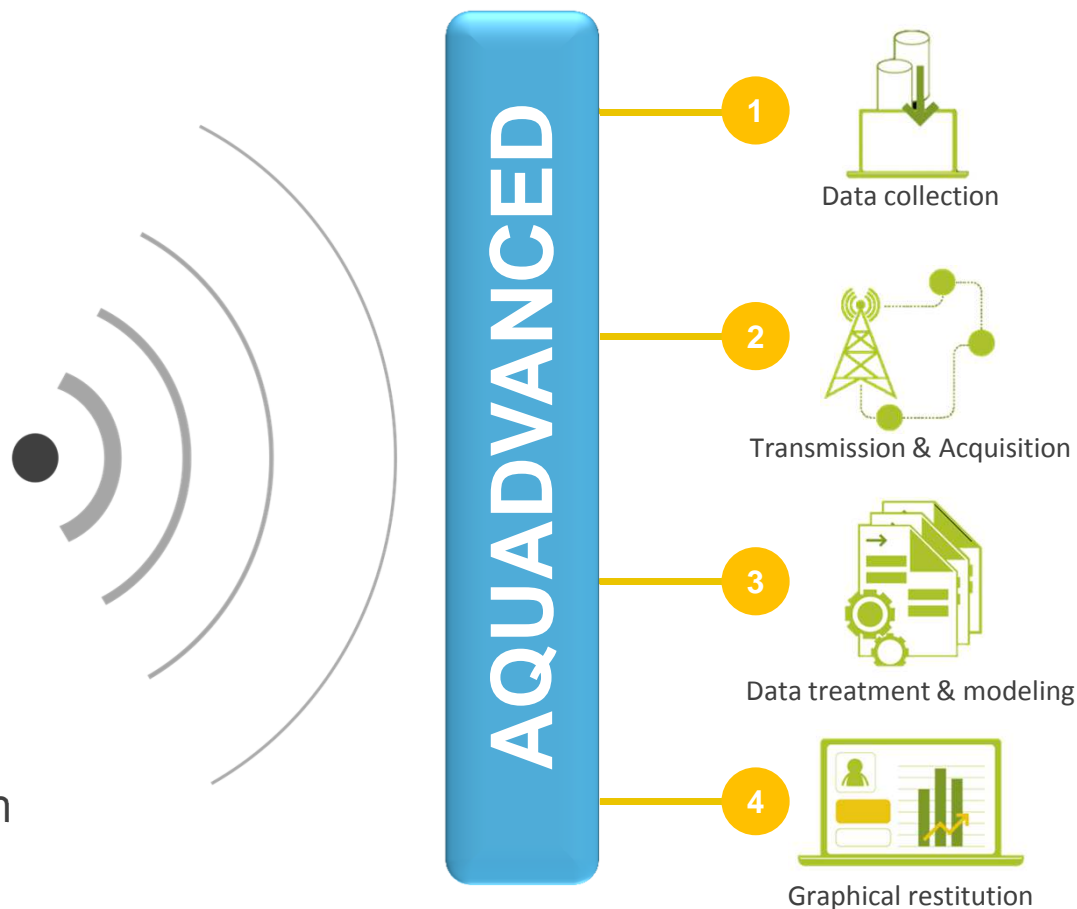 AQUADVANCED
1
Data collection
2
Transmission & Acquisition
3
Data treatment & modeling
4
Graphical restitution